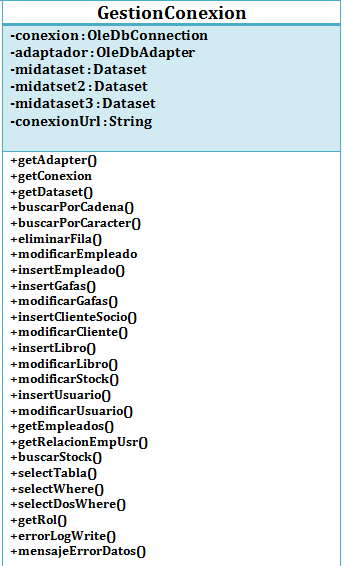 GestionConexion
-conexion : OleDbConnection
-adaptador : OleDbAdapter
-midataset : Dataset
-midatset2 : Dataset
-midataset3 : Dataset
-conexionUrl : String
+getAdapter()
+getConexion
+getDataset()
+buscarPorCadena()
+buscarPorCaracter()
+eliminarFila()
+modificarEmpleado
+insertEmpleado()
+insertGafas()
+modificarGafas()
+insertClienteSocio()
+modificarCliente()
+insertLibro()
+modificarLibro()
+modificarStock()
+insertUsuario()
+modificarUsuario()
+getEmpleados()
+getRelacionEmpUsr()
+buscarStock()
+selectTabla()
+selectWhere()
+selectDosWhere()
+getRol()
+errorLogWrite()
+mensajeErrorDatos()